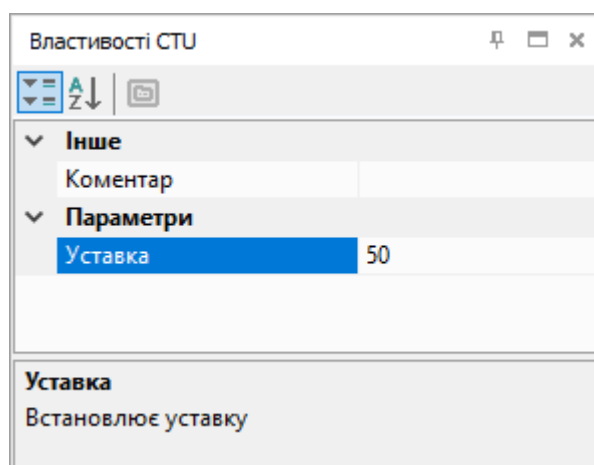 Властивості CTU
Інше
Коментар
Параметри
Уставка 50
Уставка
Встановлює уставку